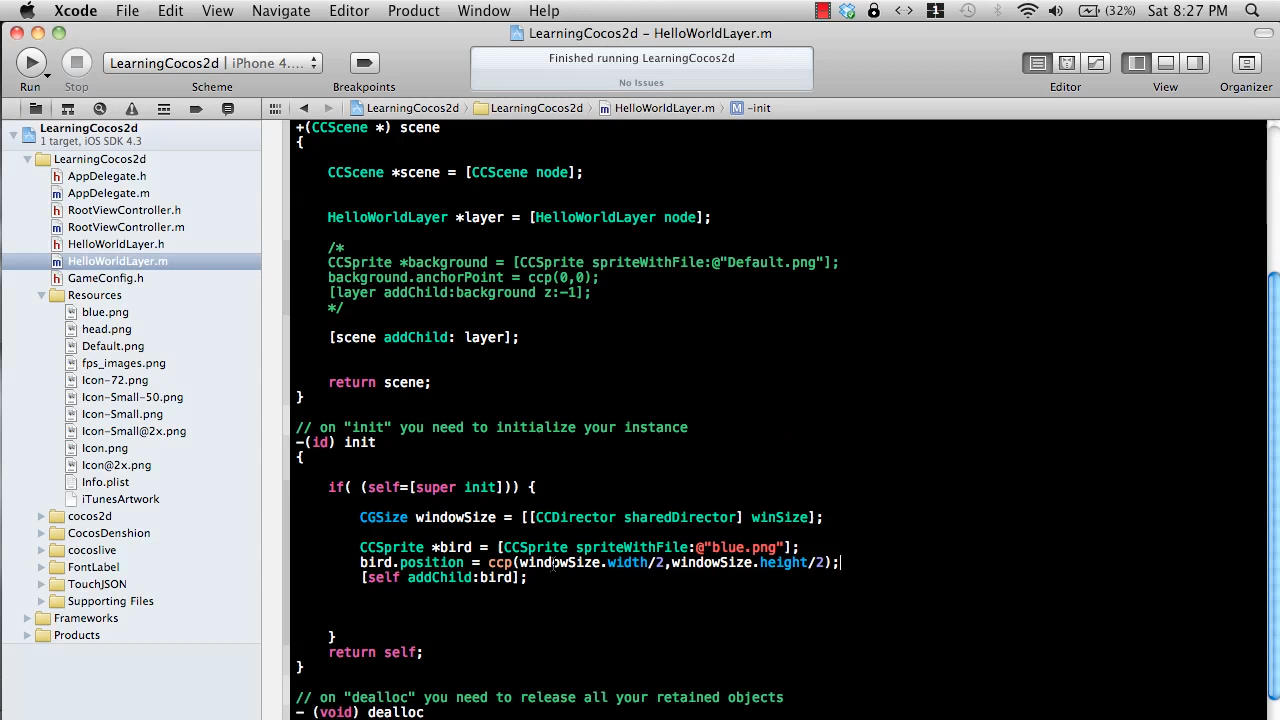 Xcode File Edit View Navigate Editor Product Window Help 1 (32%) Sat 8:27 PM
LearningCocos2d – HelloWorldLayer.m
LearningCocos2d | iPhone 4....
Finished running LearningCocos2d
No Issues
Run Stop Scheme Breakpoints Editor View Organizer
LearningCocos2d LearningCocos2d HelloWorldLayer.m M -init
LearningCocos2d
1 target, iOS SDK 4.3
LearningCocos2d
h AppDelegate.h
m AppDelegate.m
h RootViewController.h
m RootViewController.m
h HelloWorldLayer.h
m HelloWorldLayer.m
h GameConfig.h
Resources
blue.png
head.png
Default.png
fps_images.png
Icon-72.png
Icon-Small-50.png
Icon-Small.png
Icon-Small@2x.png
Icon.png
Icon@2x.png
Info.plist
iTunesArtwork
cocos2d
CocosDenshion
cocoslive
FontLabel
TouchJSON
Supporting Files
Frameworks
Products
+(CCScene *) scene
{
CCScene *scene = [CCScene node];
HelloWorldLayer *layer = [HelloWorldLayer node];
/*
CCSprite *background = [CCSprite spriteWithFile:@"Default.png"];
background.anchorPoint = ccp(0,0);
[layer addChild:background z:-1];
*/
[scene addChild: layer];
return scene;
}
// on "init" you need to initialize your instance
-(id) init
{
if( (self=[super init])) {
CGSize windowSize = [[CCDirector sharedDirector] winSize];
CCSprite *bird = [CCSprite spriteWithFile:@"blue.png"];
bird.position = ccp(windowSize.width/2,windowSize.height/2);
[self addChild:bird];
}
return self;
}
// on "dealloc" you need to release all your retained objects
- (void) dealloc